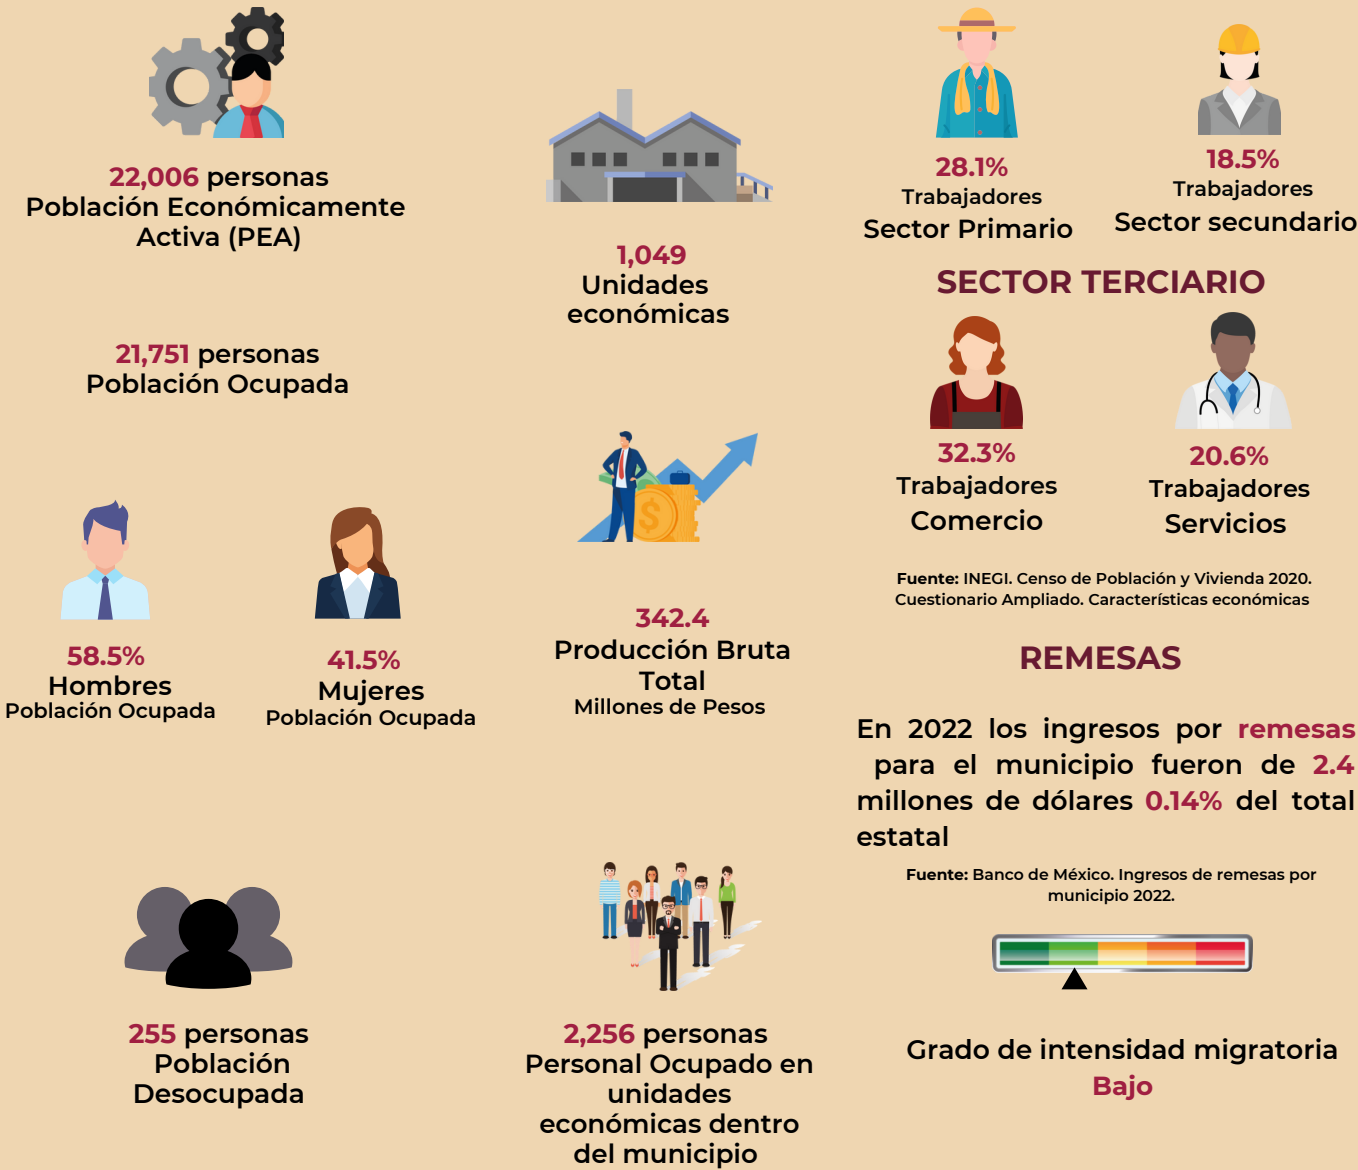 22,006 personas
Población Económicamente
Activa (PEA)
21,751 personas
Población Ocupada
58.5%
Hombres
Población Ocupada
41.5%
Mujeres
Población Ocupada
255 personas
Población
Desocupada
1,049
Unidades
económicas
342.4
Producción Bruta
Total
Millones de Pesos
2,256 personas
Personal Ocupado en
unidades
económicas dentro
del municipio
28.1%
Trabajadores
Sector Primario
18.5%
Trabajadores
Sector secundario
SECTOR TERCIARIO
32.3%
Trabajadores
Comercio
20.6%
Trabajadores
Servicios
Fuente: INEGI. Censo de Población y Vivienda 2020.
Cuestionario Ampliado. Características económicas
REMESAS
En 2022 los ingresos por remesas
para el municipio fueron de 2.4
millones de dólares 0.14% del total
estatal
Fuente: Banco de México. Ingresos de remesas por
municipio 2022.
Grado de intensidad migratoria
Bajo